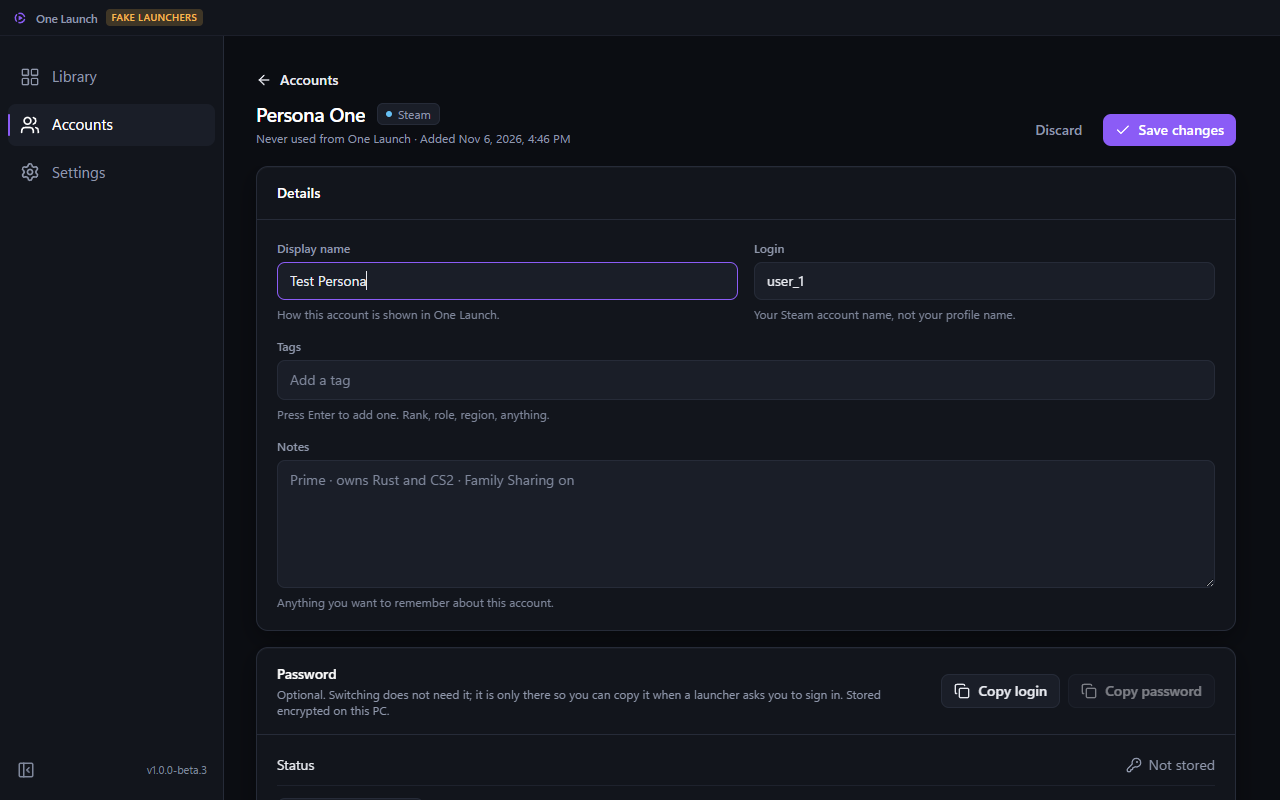 One Launch FAKE LAUNCHERS
Library
Accounts
Settings
v1.0.0-beta.3
Accounts
Persona One Steam
Never used from One Launch · Added Nov 6, 2026, 4:46 PM
Discard Save changes
Details
Display name
Test Persona
How this account is shown in One Launch.
Login
user_1
Your Steam account name, not your profile name.
Tags
Add a tag
Press Enter to add one. Rank, role, region, anything.
Notes
Prime · owns Rust and CS2 · Family Sharing on
Anything you want to remember about this account.
Password
Optional. Switching does not need it; it is only there so you can copy it when a launcher asks you to sign in. Stored
encrypted on this PC.
Copy login Copy password
Status Not stored